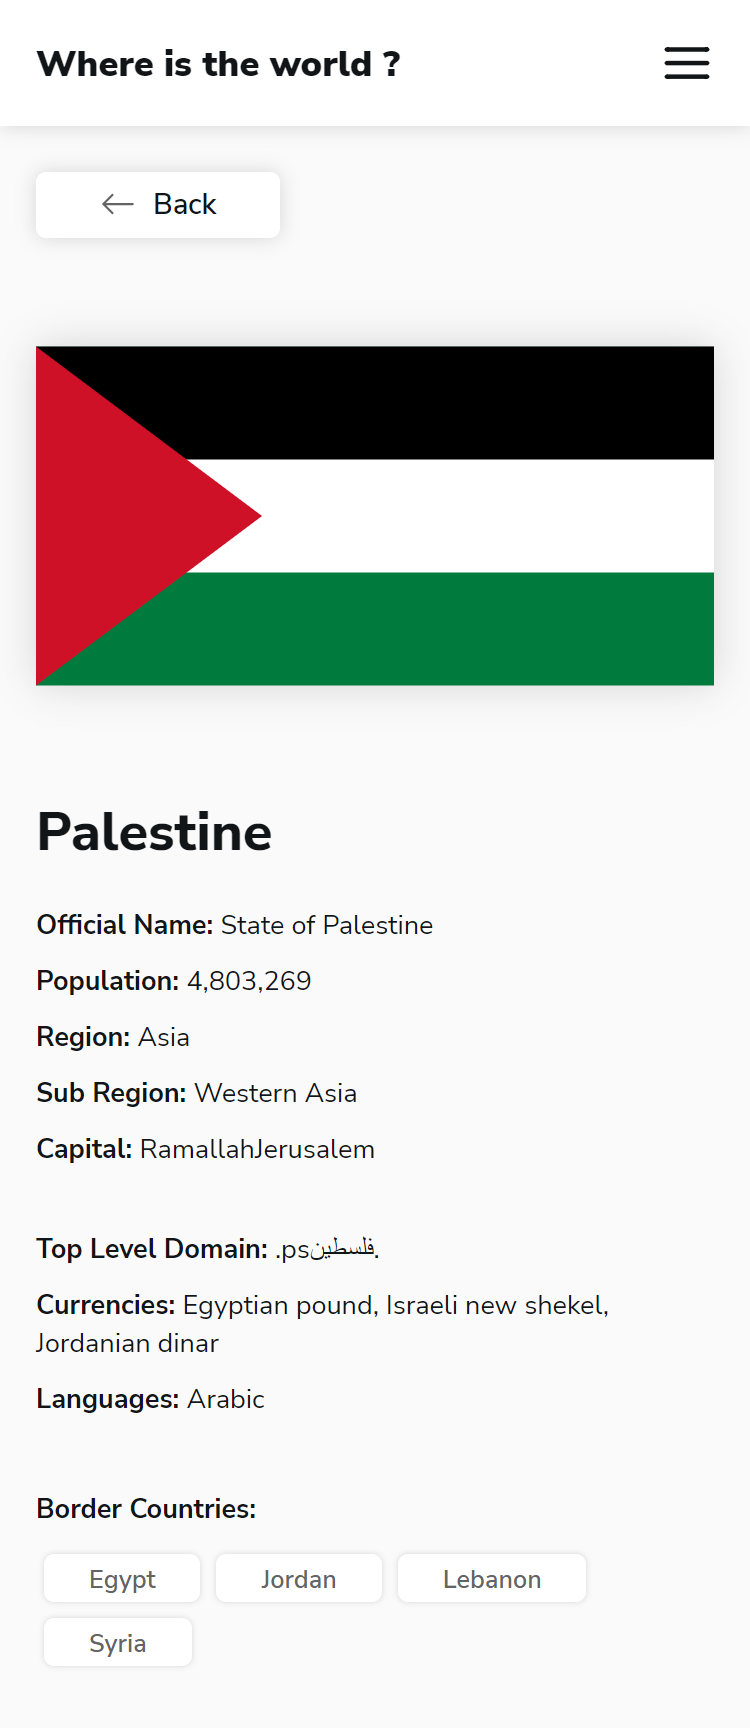 Where is the world ?
Back
Palestine
Official Name: State of Palestine
Population: 4,803,269
Region: Asia
Sub Region: Western Asia
Capital: RamallahJerusalem
Top Level Domain: .psفلسطين.
Currencies: Egyptian pound, Israeli new shekel,
Jordanian dinar
Languages: Arabic
Border Countries:
Egypt Jordan Lebanon
Syria